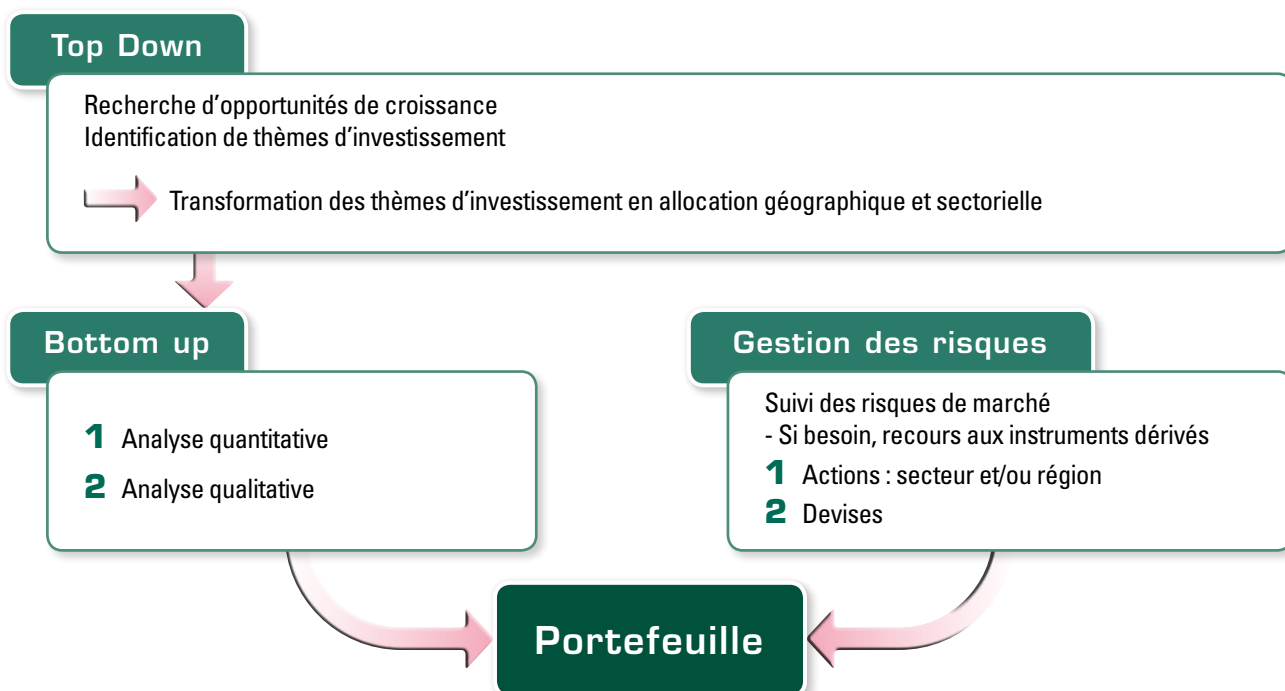 Top Down
Recherche d'opportunités de croissance
Identification de thèmes d'investissement
Transformation des thèmes d'investissement en allocation géographique et sectorielle
Bottom up
1 Analyse quantitative
2 Analyse qualitative
Gestion des risques
Suivi des risques de marché
- Si besoin, recours aux instruments dérivés
1 Actions : secteur et/ou région
2 Devises
Portefeuille